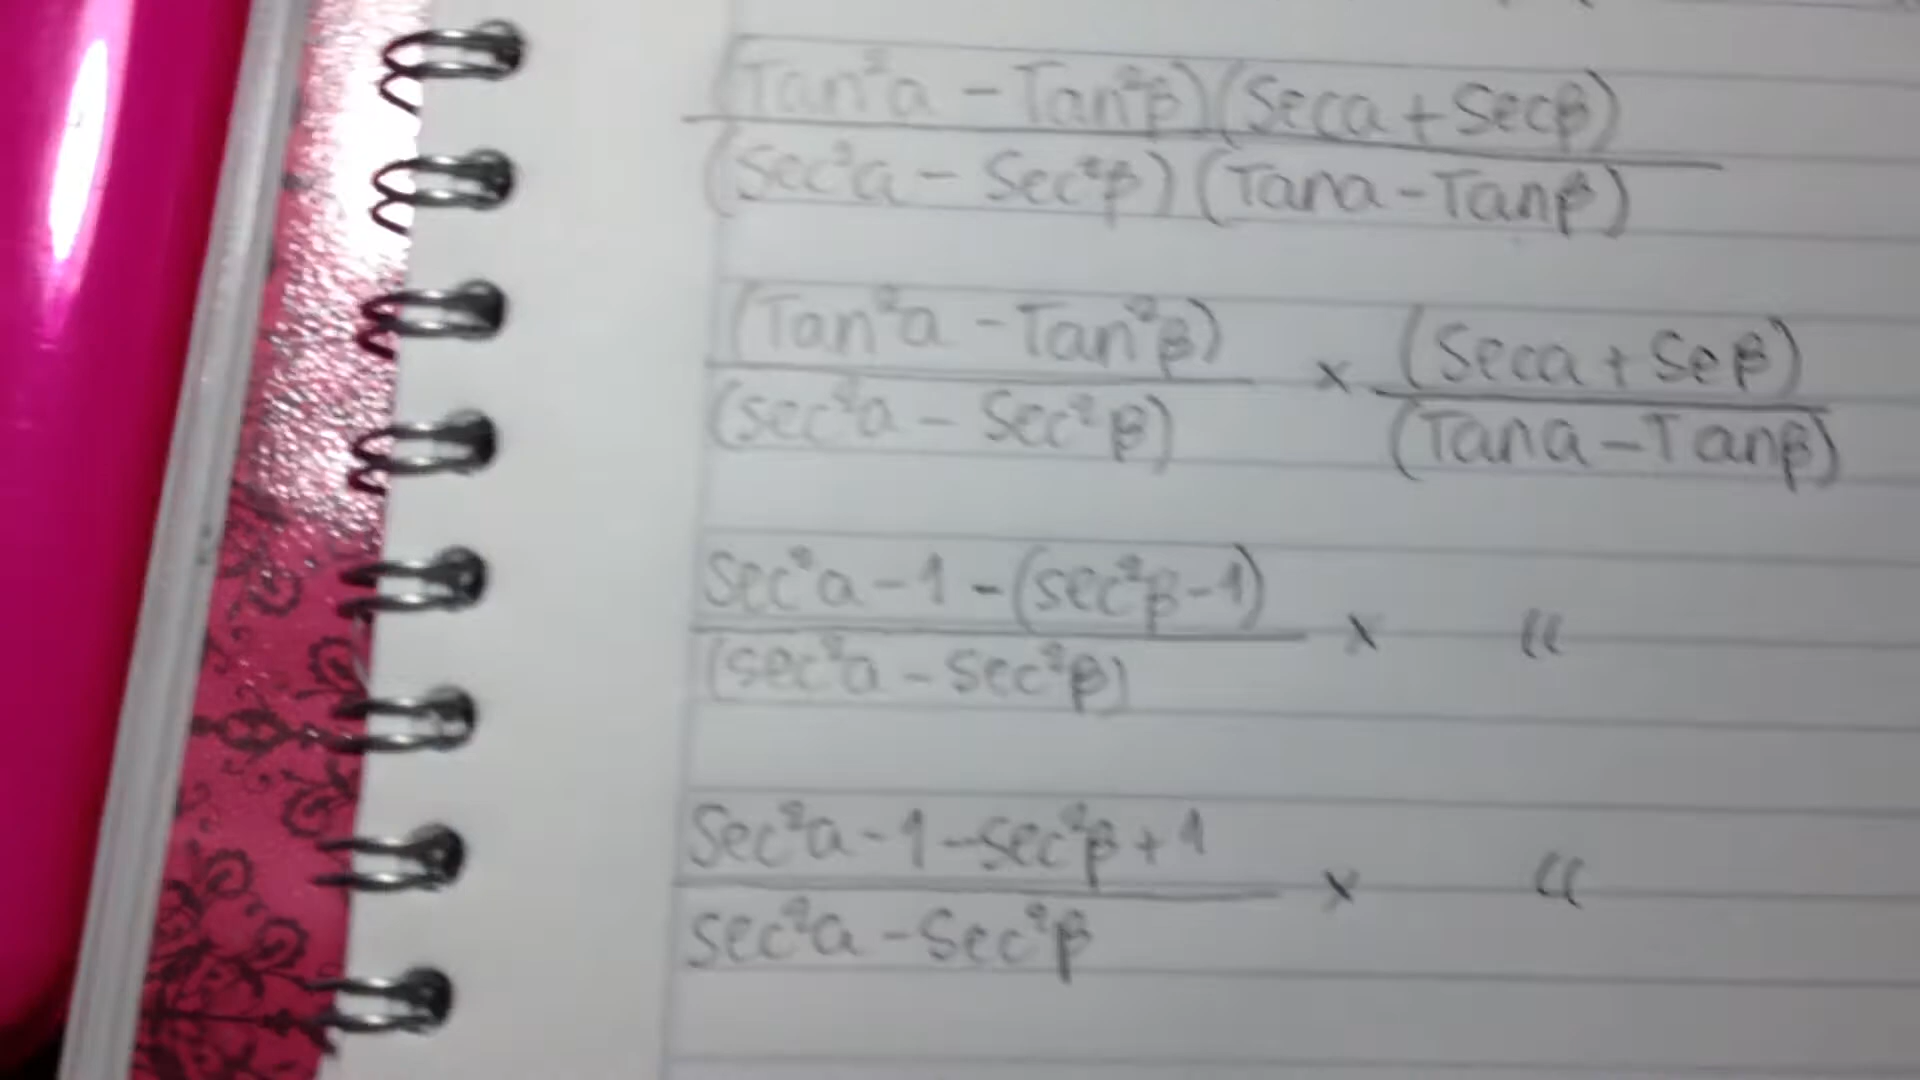 (Tan²a - Tan²β)(Seca + Secβ)
(Sec²a - Sec²β)(Tana - Tanβ)
(Tan²a - Tan²β) x (Seca + Seβ)
(sec²a - Sec²β) (Tana - Tanβ)
Sec²a - 1 - (sec²β - 1) x "
(sec²a - Sec²β)
Sec²a - 1 - Sec²β + 1 x "
sec²a - Sec²β